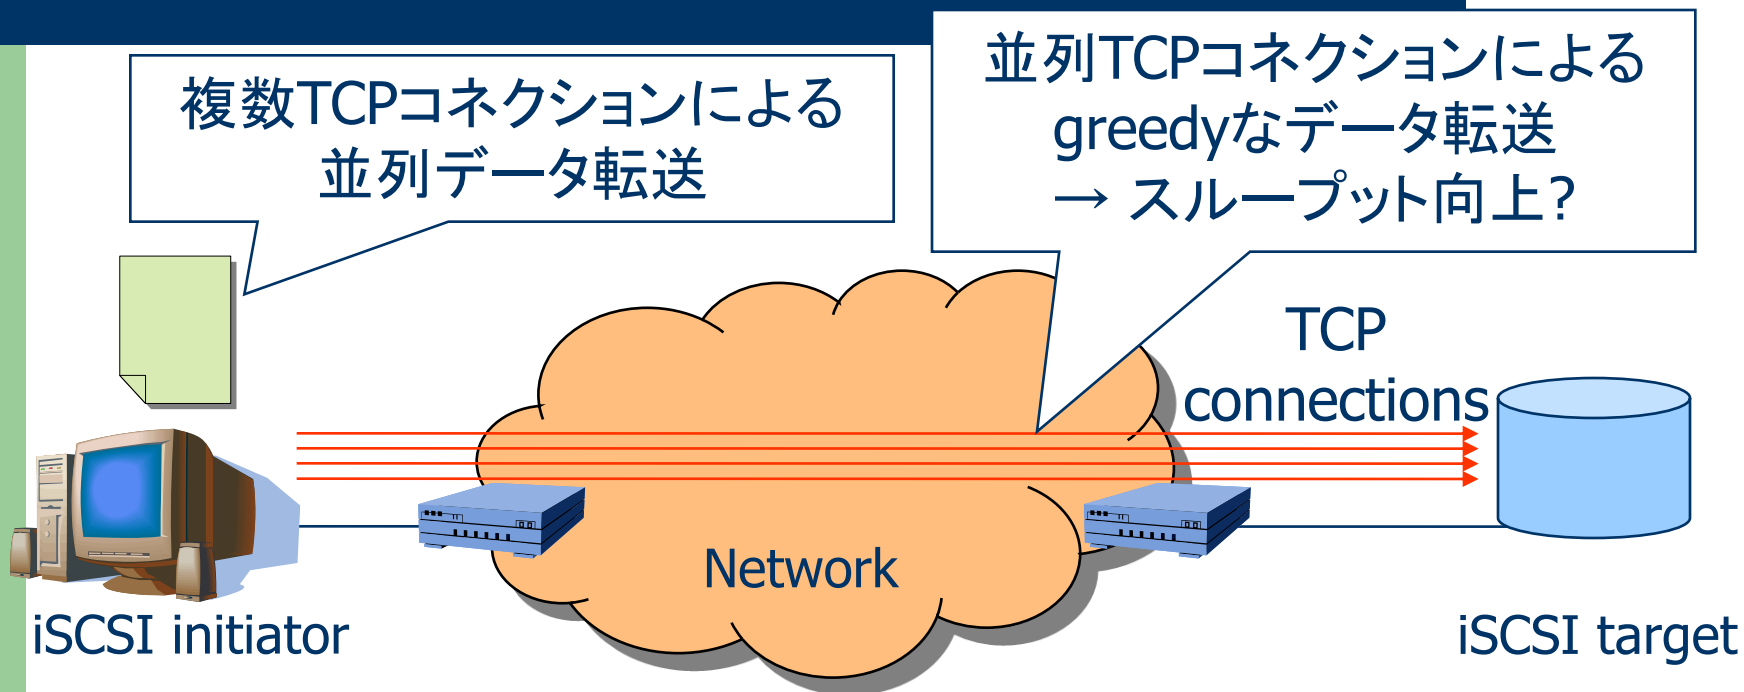 複数TCPコネクションによる
並列データ転送
並列TCPコネクションによる
greedyなデータ転送
→ スループット向上?
TCP
connections
Network
iSCSI initiator
iSCSI target